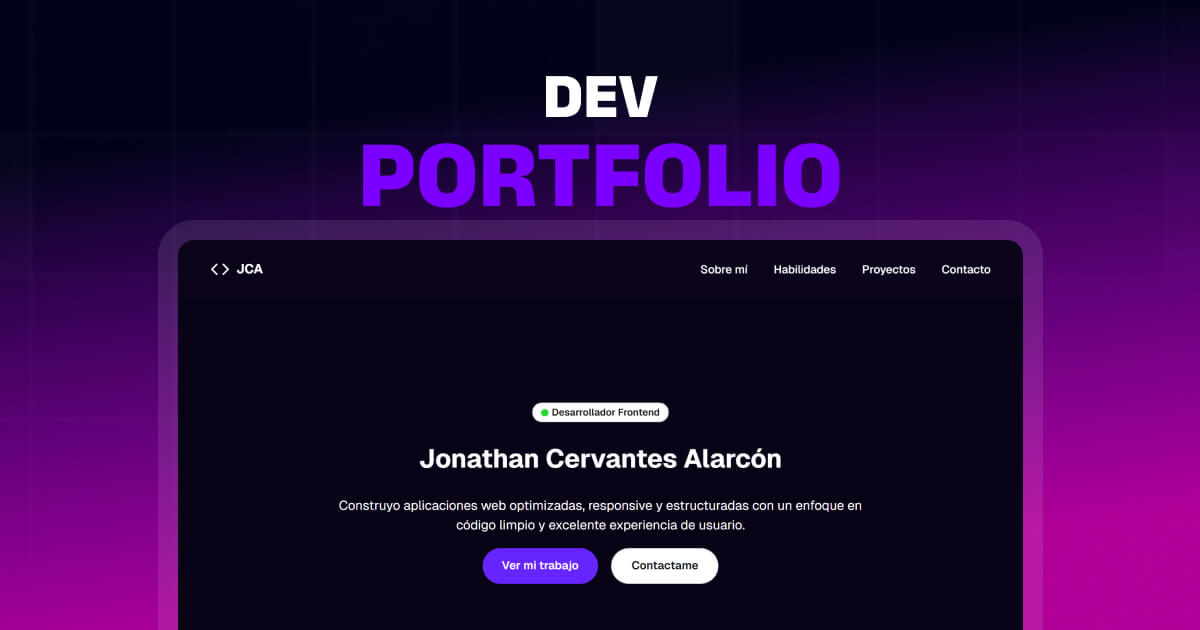 DEV
PORTFOLIO
<> JCA
Sobre mí
Habilidades
Proyectos
Contacto
Desarrollador Frontend
Jonathan Cervantes Alarcón
Construyo aplicaciones web optimizadas, responsive y estructuradas con un enfoque en
código limpio y excelente experiencia de usuario.
Ver mi trabajo
Contactame